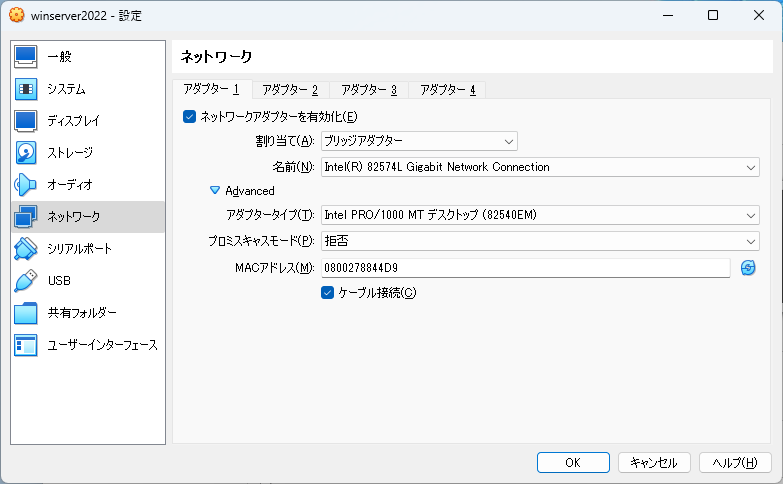 winserver2022 - 設定
一般
システム
ディスプレイ
ストレージ
オーディオ
ネットワーク
シリアルポート
USB
共有フォルダー
ユーザーインターフェース
ネットワーク
アダプター 1
アダプター 2
アダプター 3
アダプター 4
ネットワークアダプターを有効化(E)
割り当て(A):
ブリッジアダプター
名前(N):
Intel(R) 82574L Gigabit Network Connection
Advanced
アダプタータイプ(T):
Intel PRO/1000 MT デスクトップ (82540EM)
プロミスキャスモード(P):
拒否
MACアドレス(M):
0800278844D9
ケーブル接続(C)
OK
キャンセル
ヘルプ(H)